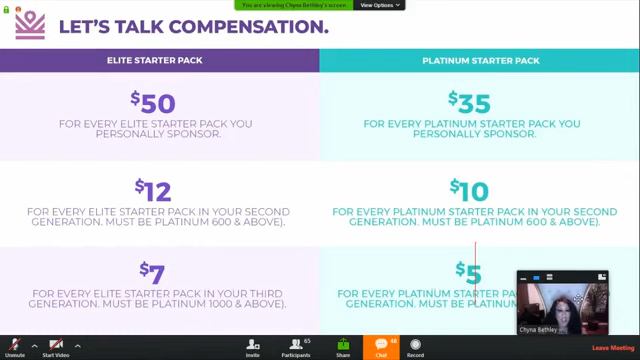 You are viewing Chyna Bethley's screen
View Options
LET'S TALK COMPENSATION.
ELITE STARTER PACK
PLATINUM STARTER PACK
$50
FOR EVERY ELITE STARTER PACK YOU
PERSONALLY SPONSOR.
$35
FOR EVERY PLATINUM STARTER PACK YOU
PERSONALLY SPONSOR.
$12
FOR EVERY ELITE STARTER PACK IN YOUR SECOND
GENERATION. MUST BE PLATINUM 600 & ABOVE).
$10
FOR EVERY PLATINUM STARTER PACK IN YOUR SECOND
GENERATION. MUST BE PLATINUM 600 & ABOVE).
$7
FOR EVERY ELITE STARTER PACK IN YOUR THIRD
GENERATION. MUST BE PLATINUM 1000 & ABOVE).
$5
FOR EVERY PLATINUM STARTER PACK
GENERATION. MUST BE PLATINUM
Chyna Bethley
Unmute
Start Video
Invite
Participants
65
Share
Chat
48
Record
Leave Meeting